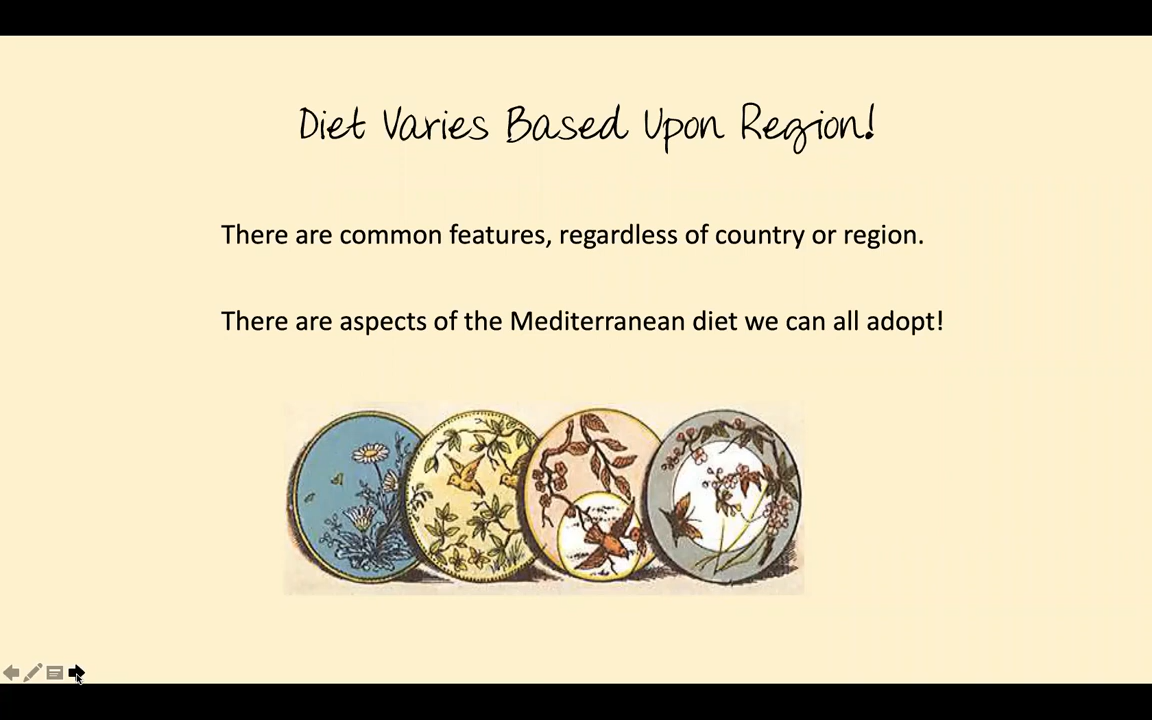 Diet Varies Based Upon Region!
There are common features, regardless of country or region.
There are aspects of the Mediterranean diet we can all adopt!